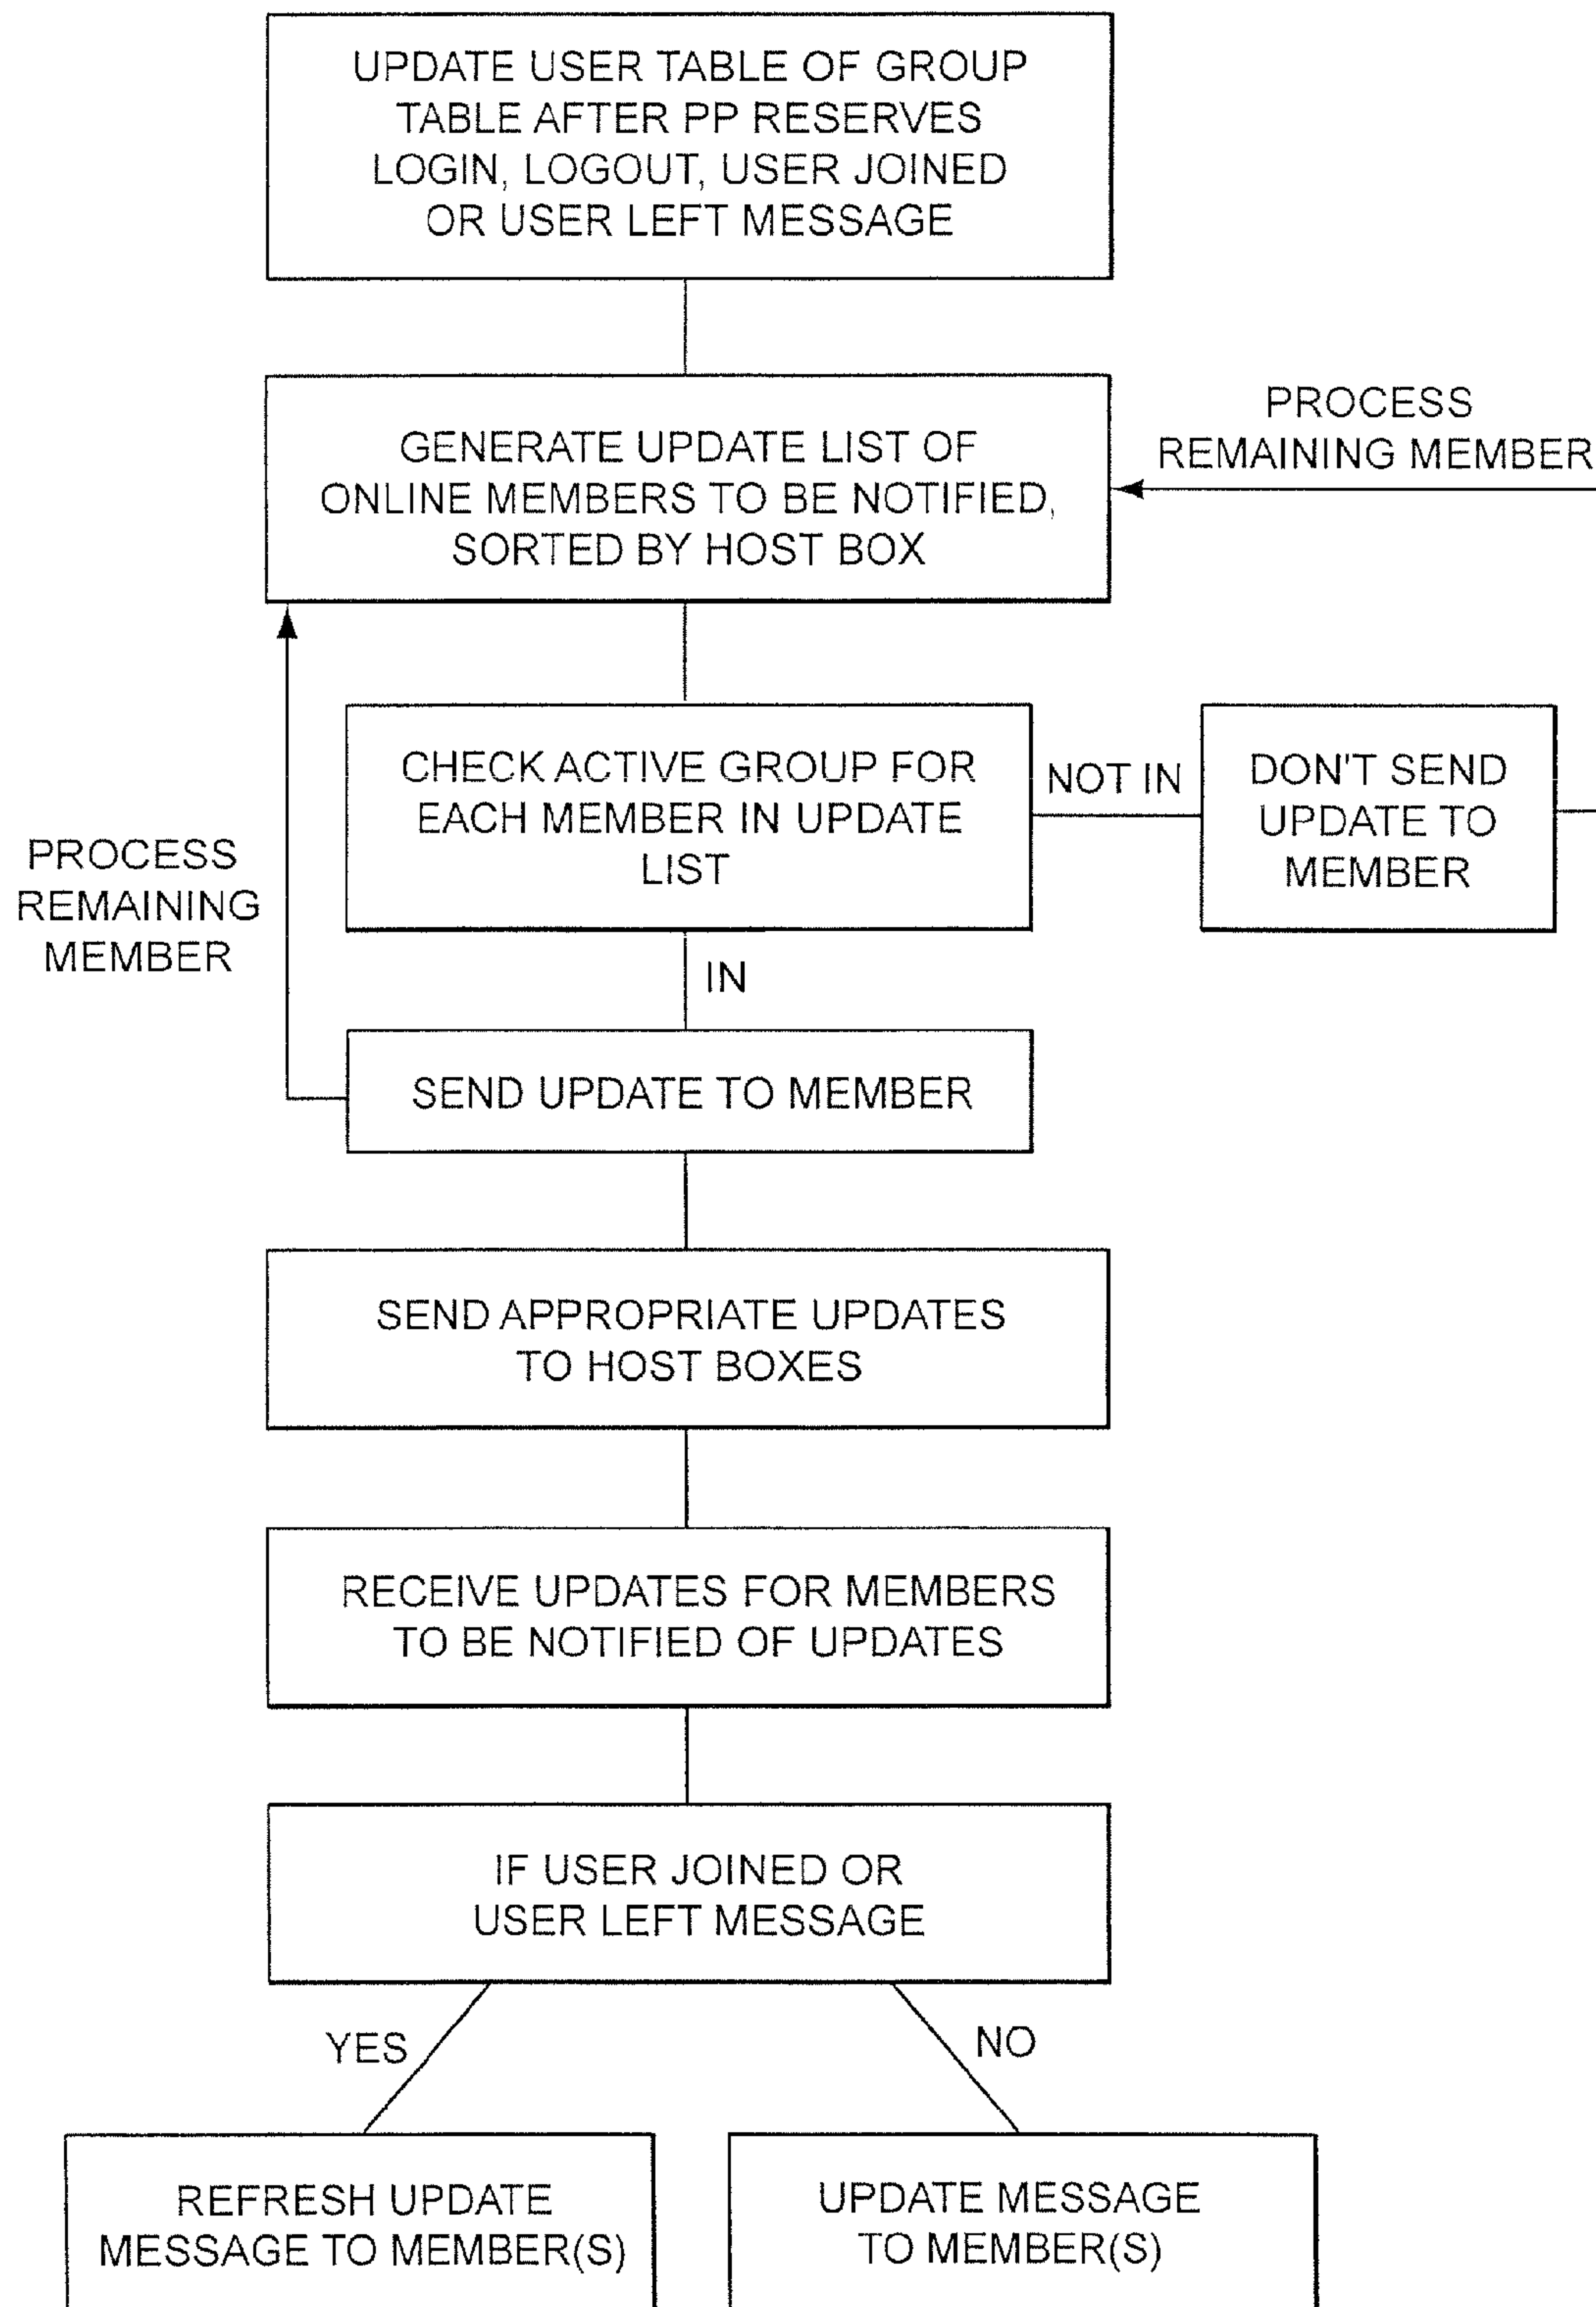 UPDATE USER TABLE OF GROUP
TABLE AFTER PP RESERVES
LOGIN, LOGOUT, USER JOINED
OR USER LEFT MESSAGE
PROCESS
REMAINING MEMBER
GENERATE UPDATE LIST OF
ONLINE MEMBERS TO BE NOTIFIED,
SORTED BY HOST BOX
CHECK ACTIVE GROUP FOR
EACH MEMBER IN UPDATE
LIST
NOT IN
DON'T SEND
UPDATE TO
MEMBER
PROCESS
REMAINING
MEMBER
IN
SEND UPDATE TO MEMBER
SEND APPROPRIATE UPDATES
TO HOST BOXES
RECEIVE UPDATES FOR MEMBERS
TO BE NOTIFIED OF UPDATES
IF USER JOINED OR
USER LEFT MESSAGE
YES
NO
REFRESH UPDATE
MESSAGE TO MEMBER(S)
UPDATE MESSAGE
TO MEMBER(S)